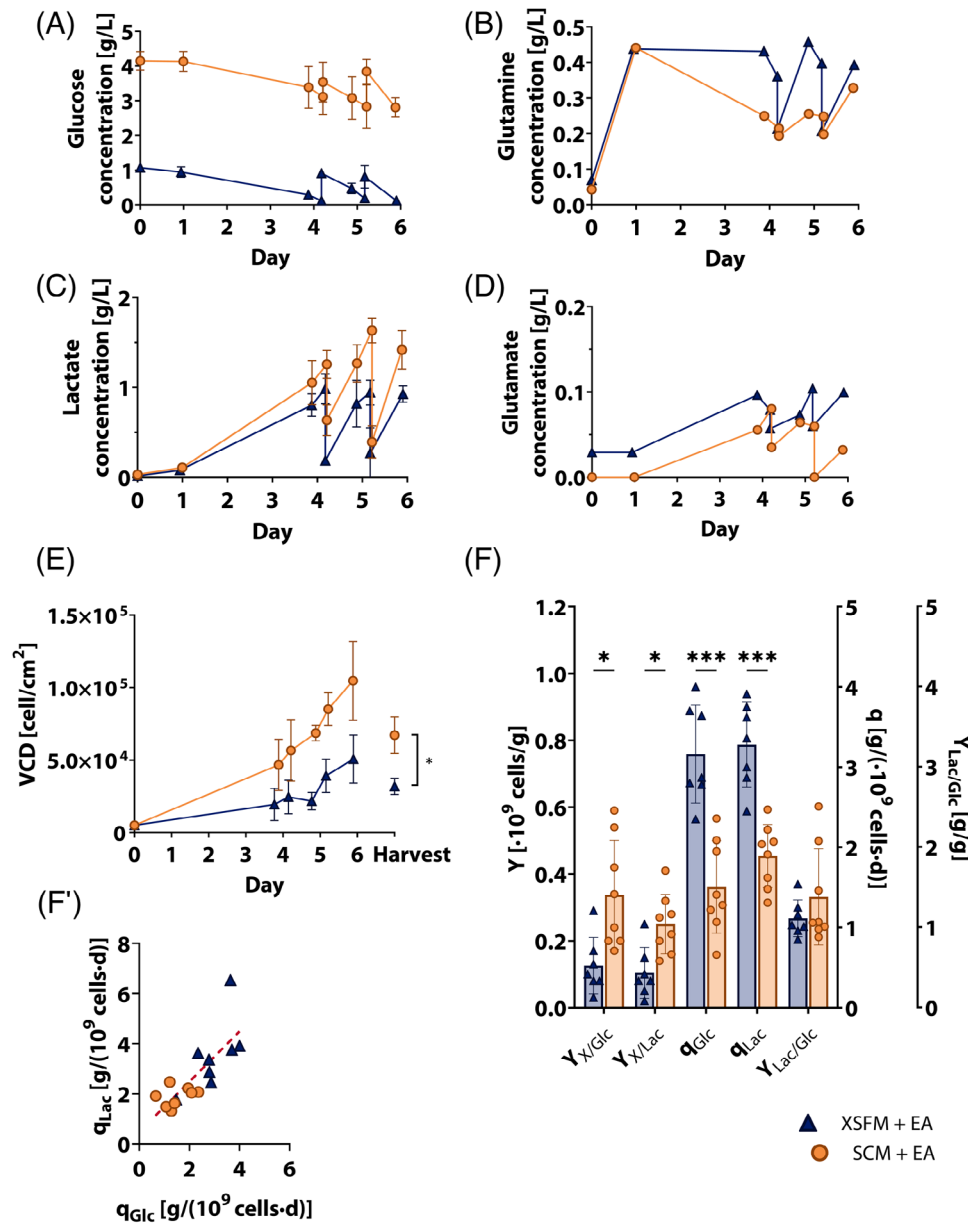 (A)
Glucose
concentration [g/L]
5
4
3
2
1
0
0 1 2 3 4 5 6
Day
(B)
Glutamine
concentration [g/L]
0.5
0.4
0.3
0.2
0.1
0.0
0 1 2 3 4 5 6
Day
(C)
Lactate
concentration [g/L]
2
1
0
0 1 2 3 4 5 6
Day
(D)
Glutamate
concentration [g/L]
0.2
0.1
0.0
0 1 2 3 4 5 6
Day
(E)
VCD [cell/cm²]
1.5×10⁵
1.0×10⁵
5.0×10⁴
0
0 1 2 3 4 5 6 Harvest
Day
*
(F)
Y [·10⁹ cells/g]
1.2
1.0
0.8
0.6
0.4
0.2
0.0
* * *** ***
Y_X/Glc Y_X/Lac q_Glc q_Lac Y_Lac/Glc
5
4
3
2
1
0
q [g/(·10⁹ cells·d)]
5
4
3
2
1
0
Y_Lac/Glc [g/g]
(F')
q_Lac [g/(10⁹ cells·d)]
8
6
4
2
0
0 2 4 6
q_Glc [g/(10⁹ cells·d)]
XSFM + EA
SCM + EA